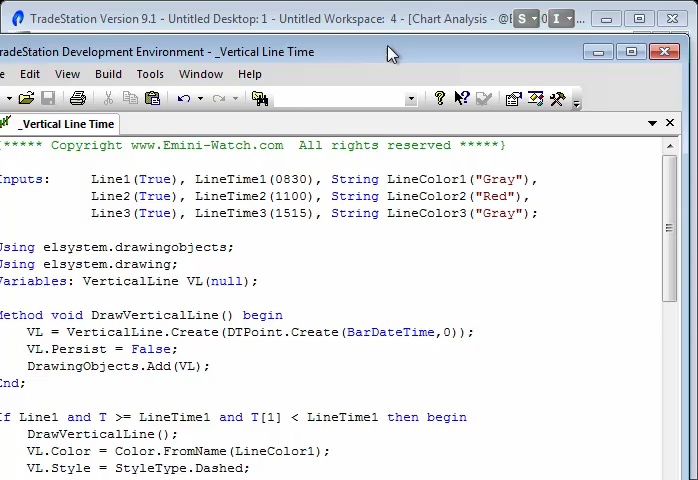 TradeStation Version 9.1 - Untitled Desktop: 1 - Untitled Workspace: 4 - [Chart Analysis - @E S 0 I
radeStation Development Environment - _Vertical Line Time
e Edit View Build Tools Window Help
_Vertical Line Time
{***** Copyright www.Emini-Watch.com All rights reserved *****}
Inputs: Line1(True), LineTime1(0830), String LineColor1("Gray"),
Line2(True), LineTime2(1100), String LineColor2("Red"),
Line3(True), LineTime3(1515), String LineColor3("Gray");
Using elsystem.drawingobjects;
Using elsystem.drawing;
Variables: VerticalLine VL(null);
Method void DrawVerticalLine() begin
VL = VerticalLine.Create(DTPoint.Create(BarDateTime,0));
VL.Persist = False;
DrawingObjects.Add(VL);
End;
If Line1 and T >= LineTime1 and T[1] < LineTime1 then begin
DrawVerticalLine();
VL.Color = Color.FromName(LineColor1);
VL.Style = StyleType.Dashed;